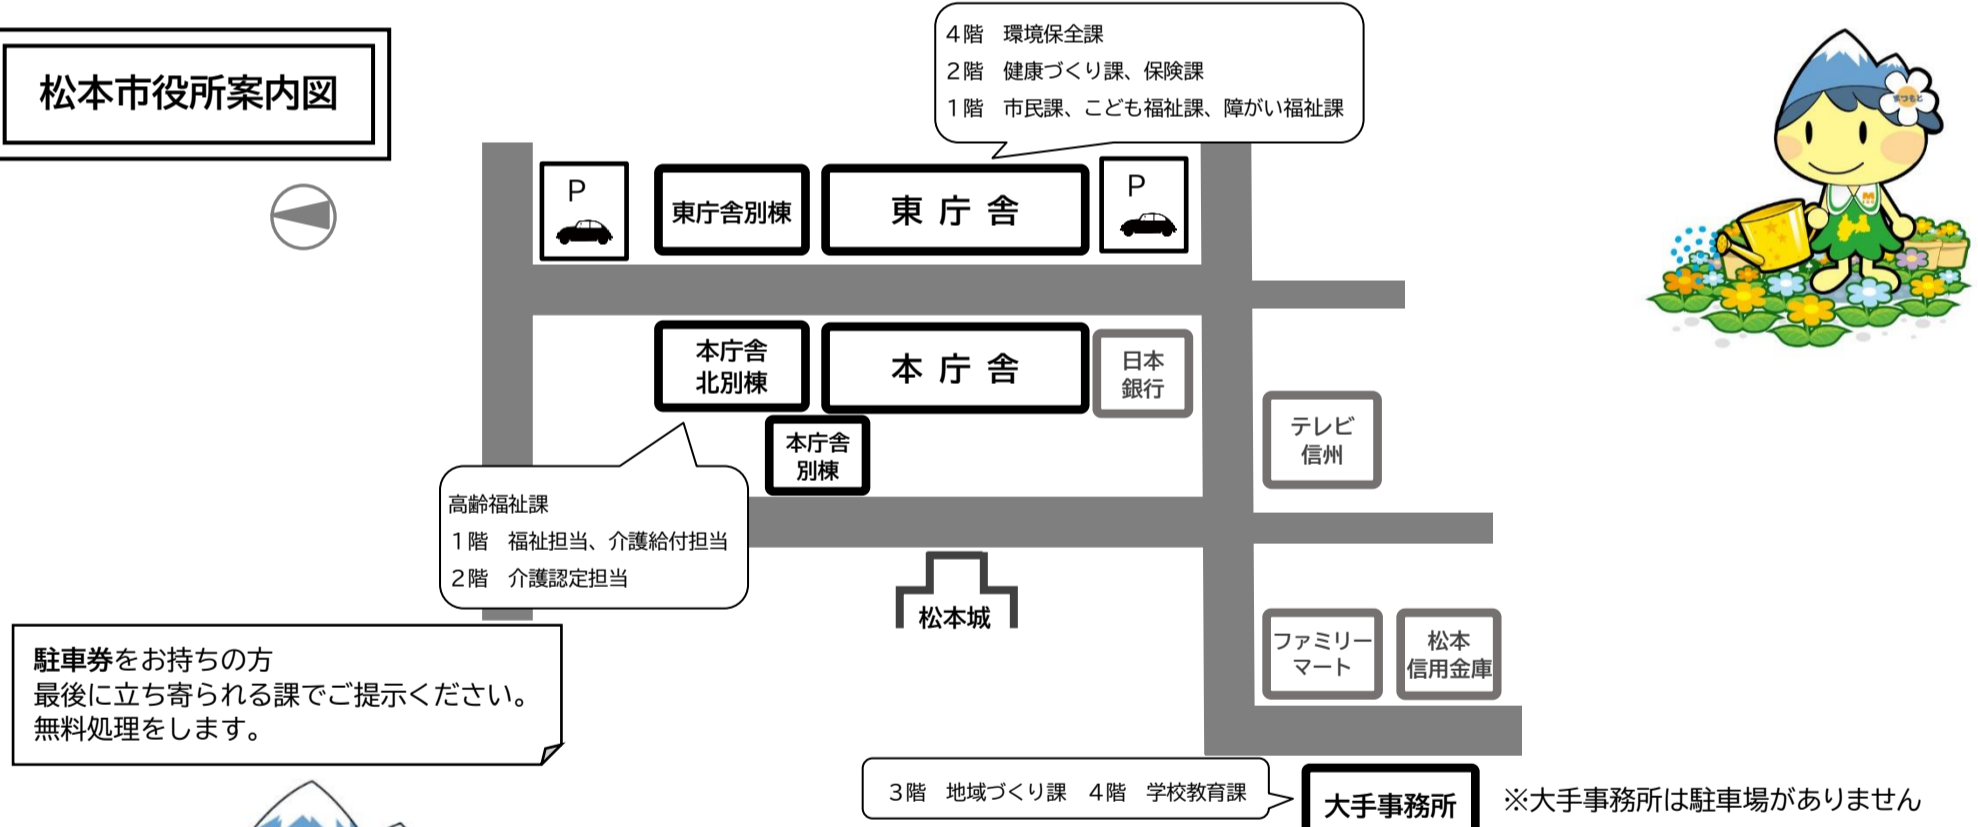 松本市役所案内図
4階　環境保全課
2階　健康づくり課、保険課
1階　市民課、こども福祉課、障がい福祉課
まつもと
P
東庁舎別棟
東庁舎
P
本庁舎
北別棟
本庁舎
日本
銀行
本庁舎
別棟
テレビ
信州
高齢福祉課
1階　福祉担当、介護給付担当
2階　介護認定担当
松本城
ファミリー
マート
松本
信用金庫
駐車券をお持ちの方
最後に立ち寄られる課でご提示ください。
無料処理をします。
3階　地域づくり課　4階　学校教育課
大手事務所
※大手事務所は駐車場がありません